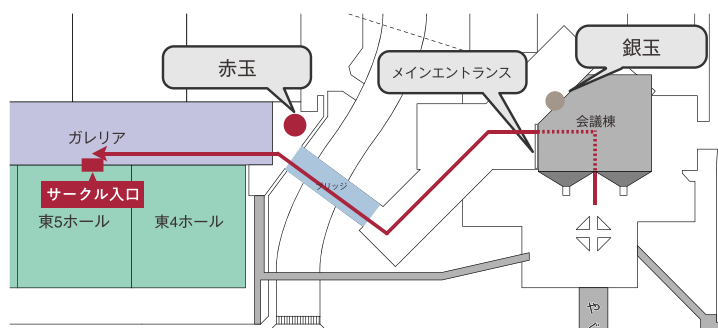 銀玉
赤玉
メインエントランス
会議棟
ガレリア
ブリッジ
サークル入口
東5ホール
東4ホール
や